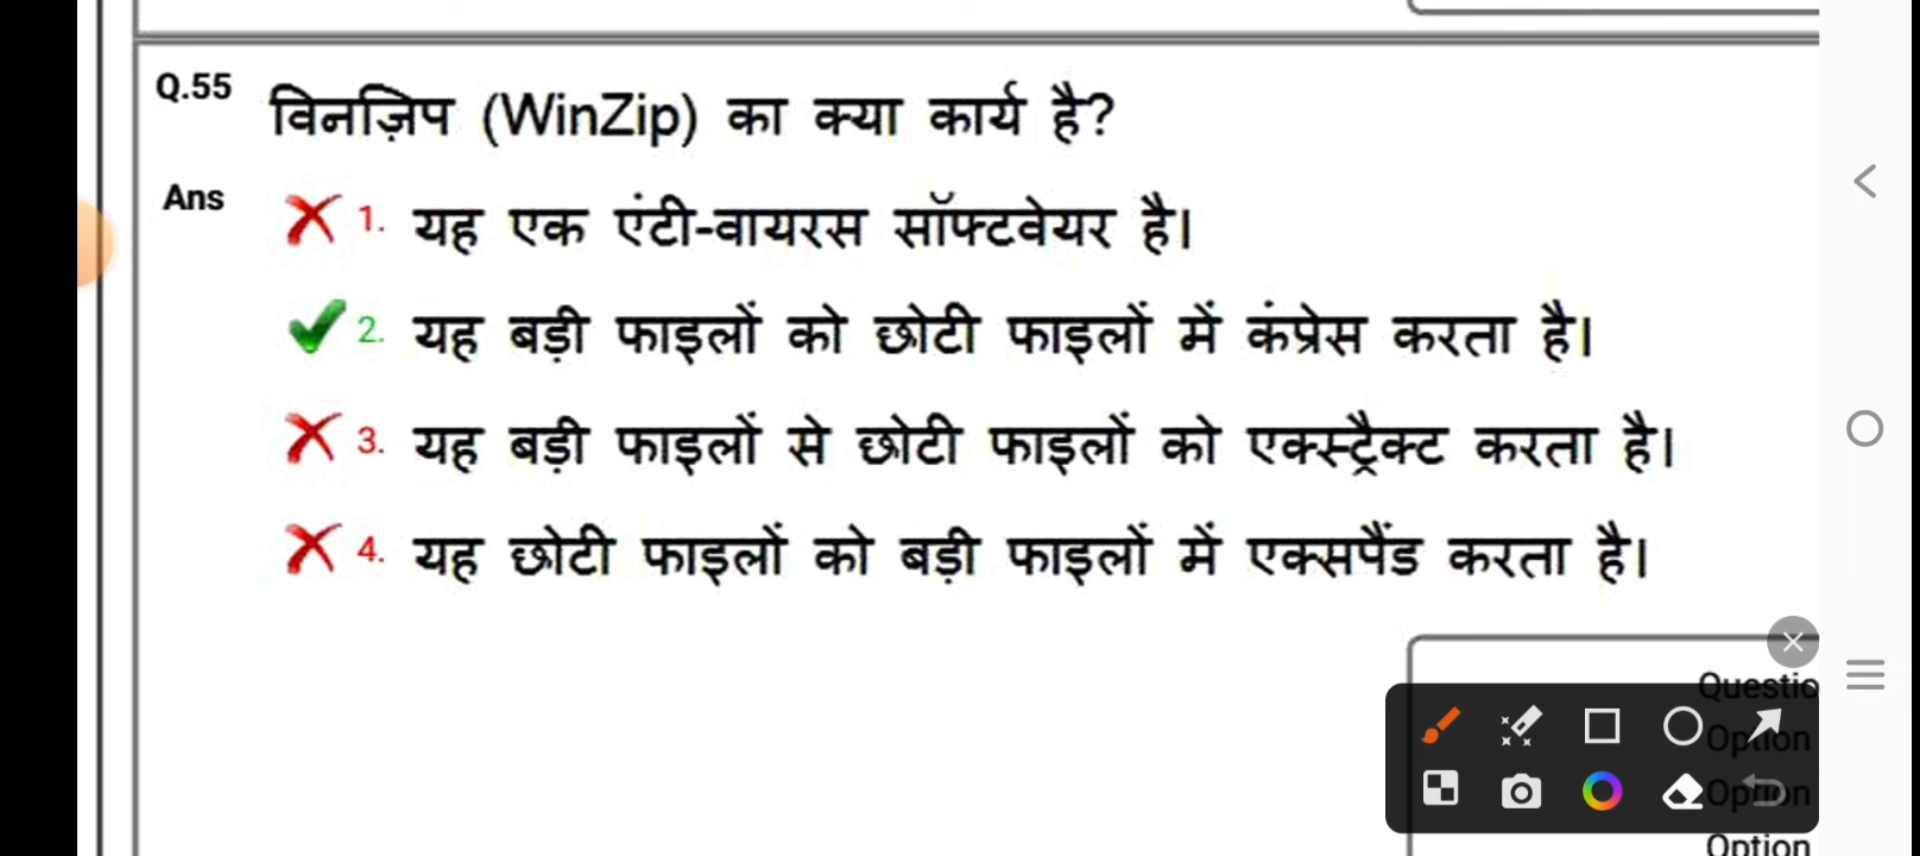 Q.55 विनज़िप (WinZip) का क्या कार्य है?
Ans 1. यह एक एंटी-वायरस सॉफ्टवेयर है।
2. यह बड़ी फाइलों को छोटी फाइलों में कंप्रेस करता है।
3. यह बड़ी फाइलों से छोटी फाइलों को एक्स्ट्रैक्ट करता है।
4. यह छोटी फाइलों को बड़ी फाइलों में एक्सपैंड करता है।
Questio
Option
Option
Option